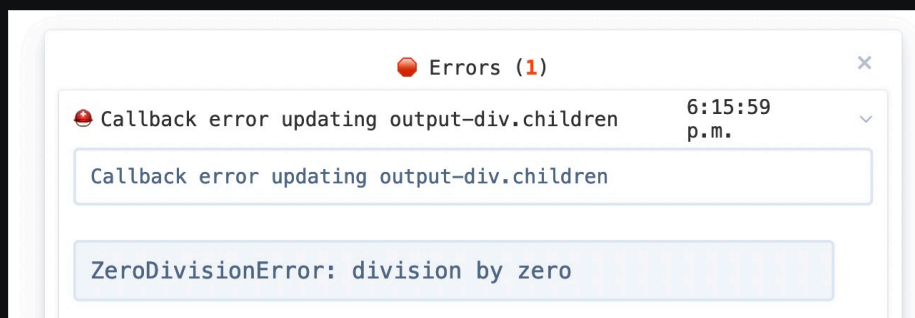 Errors (1)
Callback error updating output-div.children
6:15:59
p.m.
Callback error updating output-div.children
ZeroDivisionError: division by zero